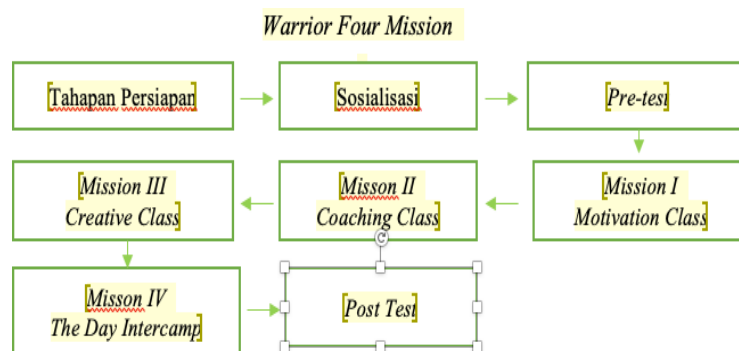 Warrior Four Mission
[Tahapan Persiapan]
[Sosialisasi]
[Pre-test]
[Mission I
Motivation Class]
[Misson II
Coaching Class]
[Mission III
Creative Class]
[Misson IV
The Day Intercamp]
[Post Test]